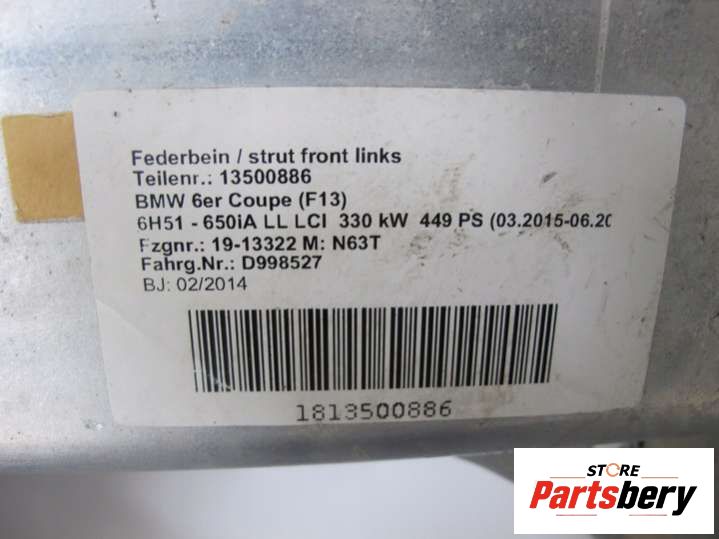 Federbein / strut front links
Teilenr.: 13500886
BMW 6er Coupe (F13)
6H51 - 650iA LL LCI 330 kW 449 PS (03.2015-06.20
Fzgnr.: 19-13322 M: N63T
Fahrg.Nr.: D998527
BJ: 02/2014
1813500886
STORE
Partsbery